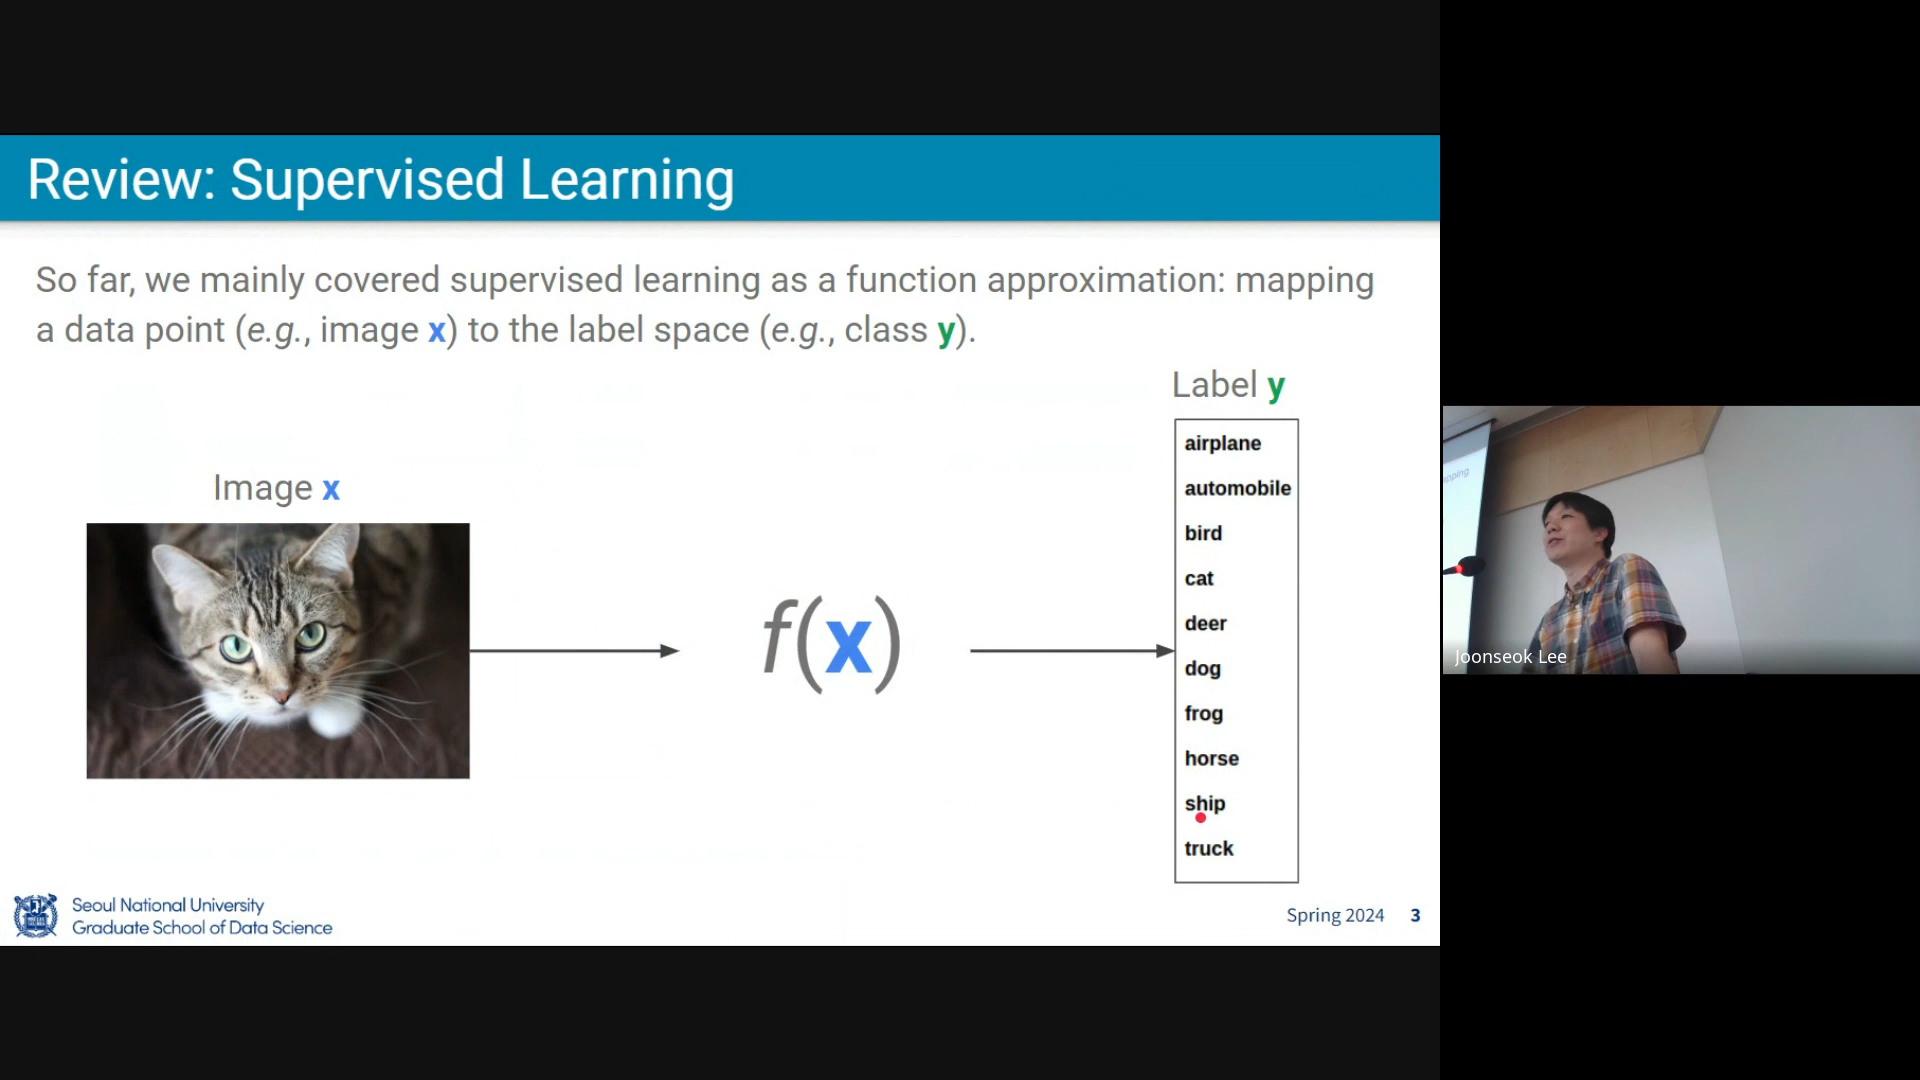 Review: Supervised Learning
So far, we mainly covered supervised learning as a function approximation: mapping
a data point (e.g., image x) to the label space (e.g., class y).
Label y
Image x
f(x)
airplane
automobile
bird
cat
deer
dog
frog
horse
ship
truck
Seoul National University
Graduate School of Data Science
Spring 2024 3
pping
Joonseok Lee